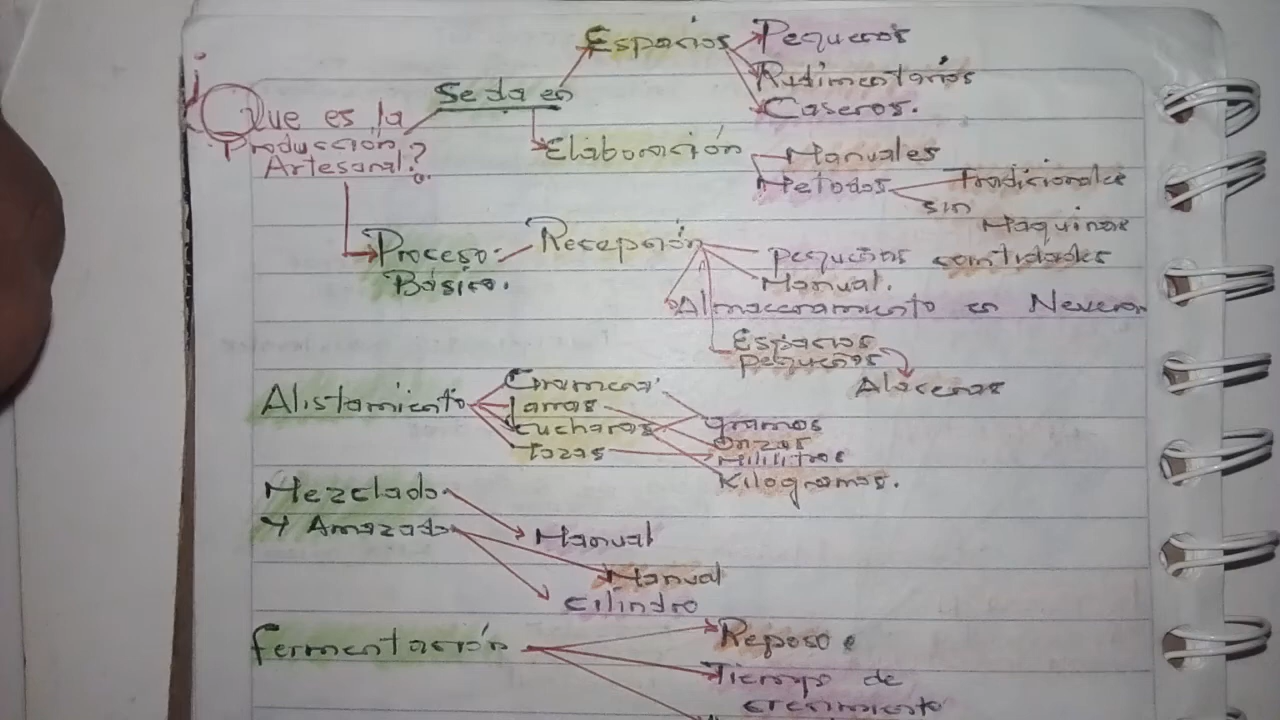 Espacios Pequeños
Rudimentarios
Caseros.
Se da en
¿Que es la
Producción
Artesanal?
Elaboración Manuales
Metodos Tradicionales
sin
Maquinas
Proceso Recepción pequeñas cantidades
Básico. Manual.
Almacenamiento en Nevera
Espacios
pequeños
Alacenas
Alistamiento Gramera
Jarras
Cucharas gramos
Tazas Onzas
Mililitros
Kilogramos.
Mezclado
Y Amazado Manual
Manual
Cilindro
fermentación Reposo
Tiempo de
crecimiento